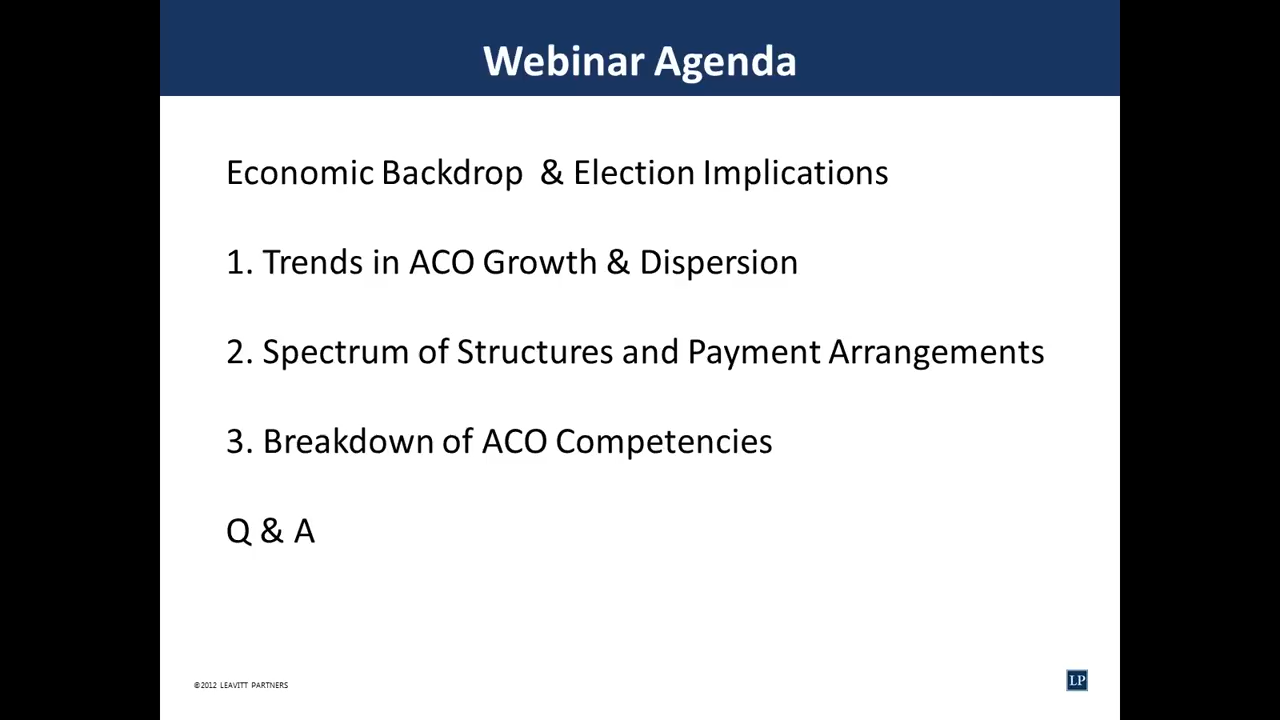 Webinar Agenda
Economic Backdrop & Election Implications
1. Trends in ACO Growth & Dispersion
2. Spectrum of Structures and Payment Arrangements
3. Breakdown of ACO Competencies
Q & A
©2012 LEAVITT PARTNERS
LP